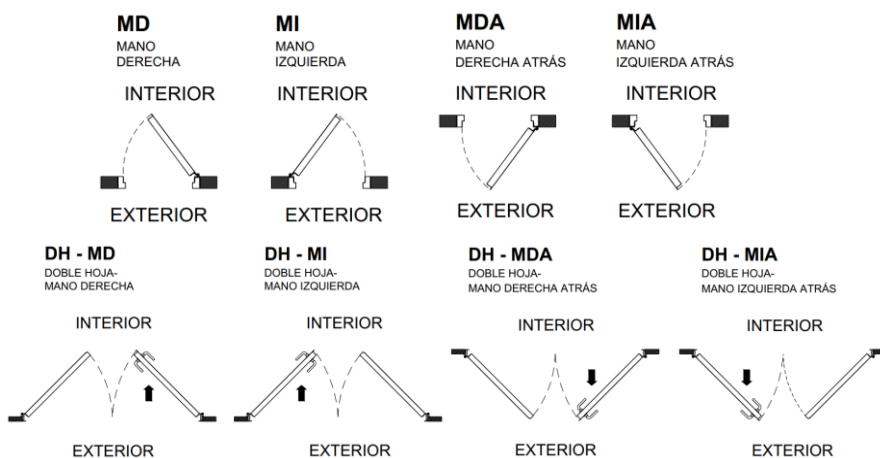 MD
MANO
DERECHA
INTERIOR
EXTERIOR
MI
MANO
IZQUIERDA
INTERIOR
EXTERIOR
MDA
MANO
DERECHA ATRÁS
INTERIOR
EXTERIOR
MIA
MANO
IZQUIERDA ATRÁS
INTERIOR
EXTERIOR
DH - MD
DOBLE HOJA-
MANO DERECHA
INTERIOR
EXTERIOR
DH - MI
DOBLE HOJA-
MANO IZQUIERDA
INTERIOR
EXTERIOR
DH - MDA
DOBLE HOJA-
MANO DERECHA ATRÁS
INTERIOR
EXTERIOR
DH - MIA
DOBLE HOJA-
MANO IZQUIERDA ATRÁS
INTERIOR
EXTERIOR